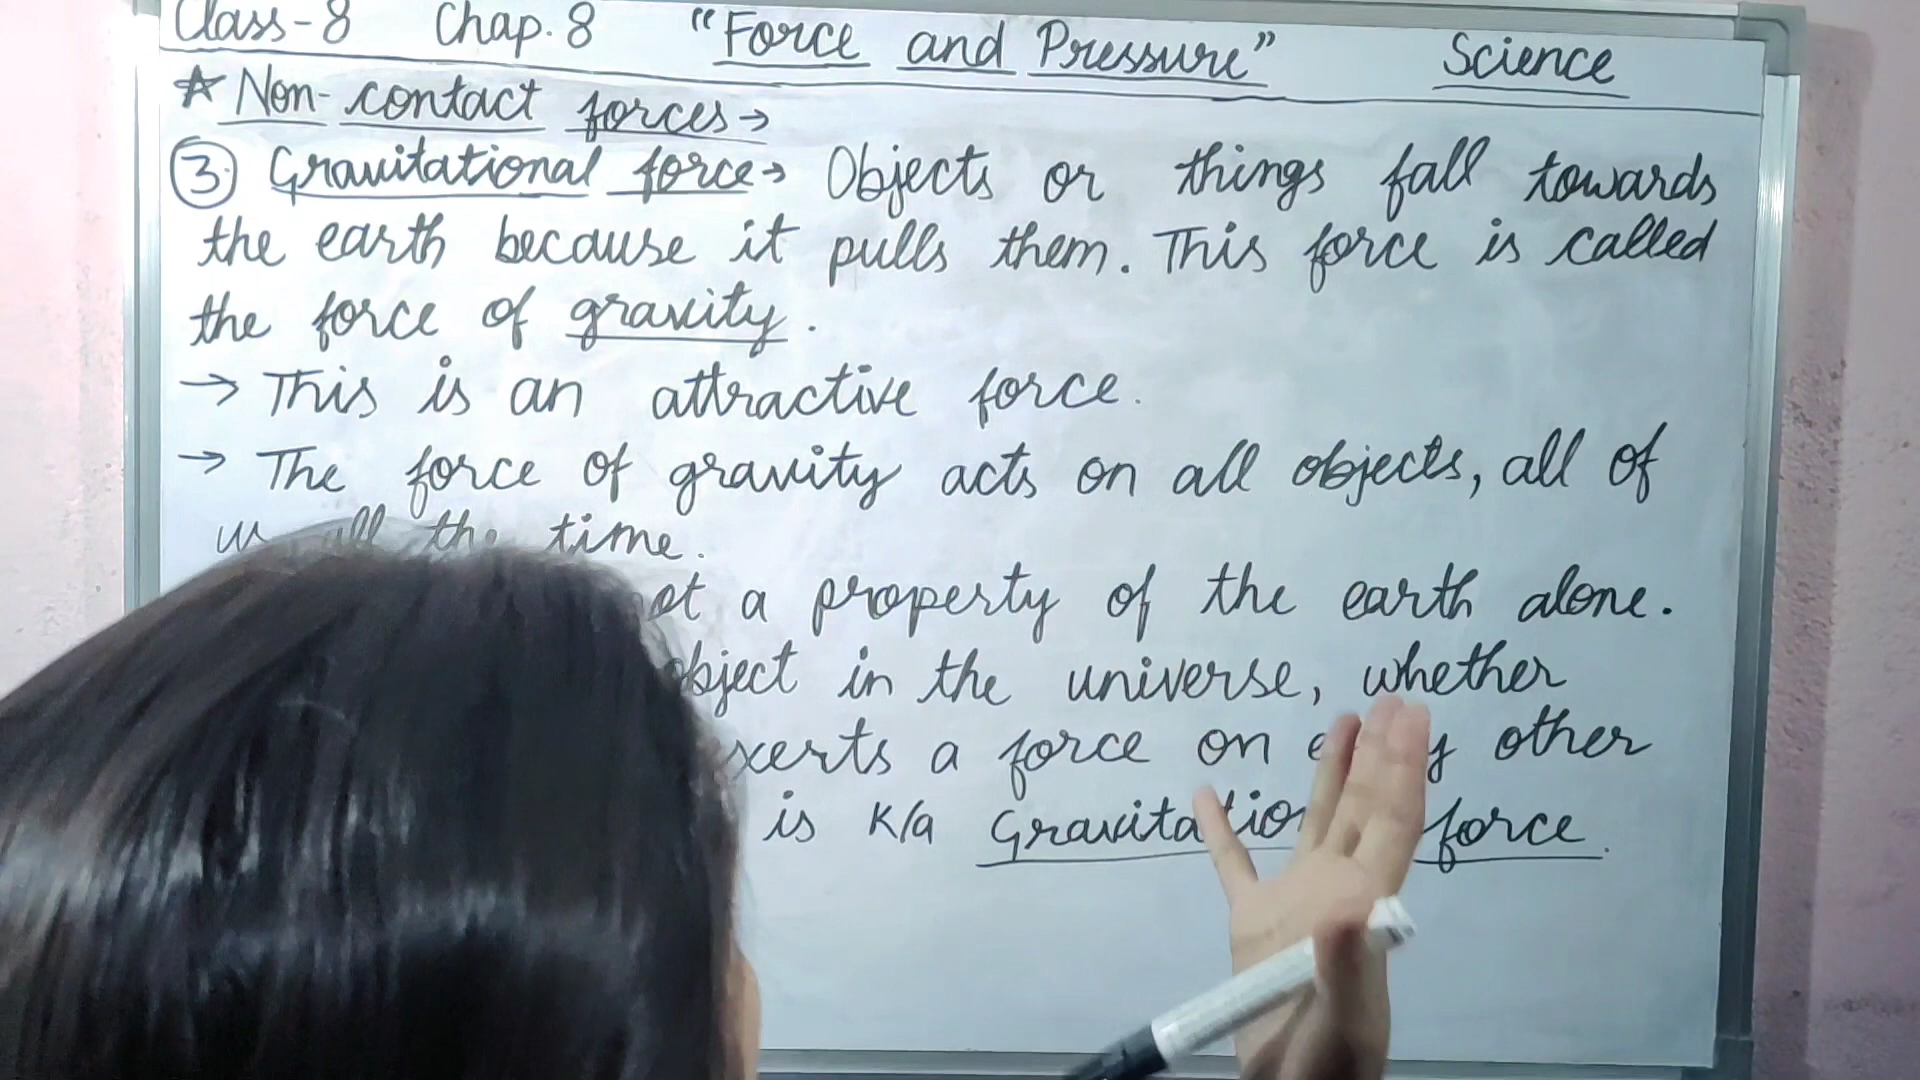 Class-8 Chap. 8 "Force and Pressure" Science
* Non-contact forces →
③ Gravitational force → Objects or things fall towards
the earth because it pulls them. This force is called
the force of gravity.
→ This is an attractive force.
→ The force of gravity acts on all objects, all of
us all the time.
a property of the earth alone.
object in the universe, whether
a force on other
is K/a force.